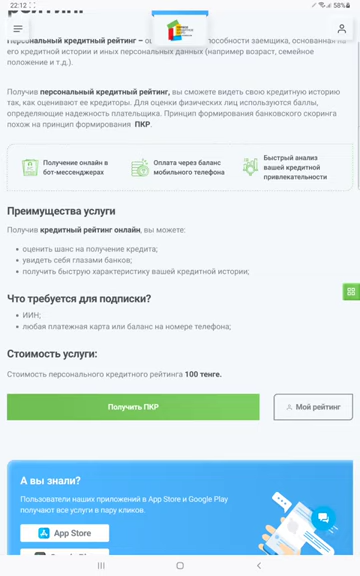 22:12
58%
Персональный кредитный рейтинг –
способности заемщика, основанная на
его кредитной истории и иных персональных данных (например возраст, семейное
положение и т.д.).
Получив персональный кредитный рейтинг, вы сможете видеть свою кредитную историю
так, как оценивают ее кредиторы. Для оценки физических лиц используются баллы,
определяющие надежность плательщика. Принцип формирования банковского скоринга
похож на принцип формирования ПКР.
Получение онлайн в
бот-мессенджерах
Оплата через баланс
мобильного телефона
Быстрый анализ
вашей кредитной
привлекательности
Преимущества услуги
Получив кредитный рейтинг онлайн, вы можете:
оценить шанс на получение кредита;
увидеть себя глазами банков;
получить быструю характеристику вашей кредитной истории;
Что требуется для подписки?
ИИН;
любая платежная карта или баланс на номере телефона;
Стоимость услуги:
Стоимость персонального кредитного рейтинга 100 тенге.
Получить ПКР
Мой рейтинг
А вы знали?
Пользователи наших приложений в App Store и Google Play
получают все услуги в пару кликов.
App Store